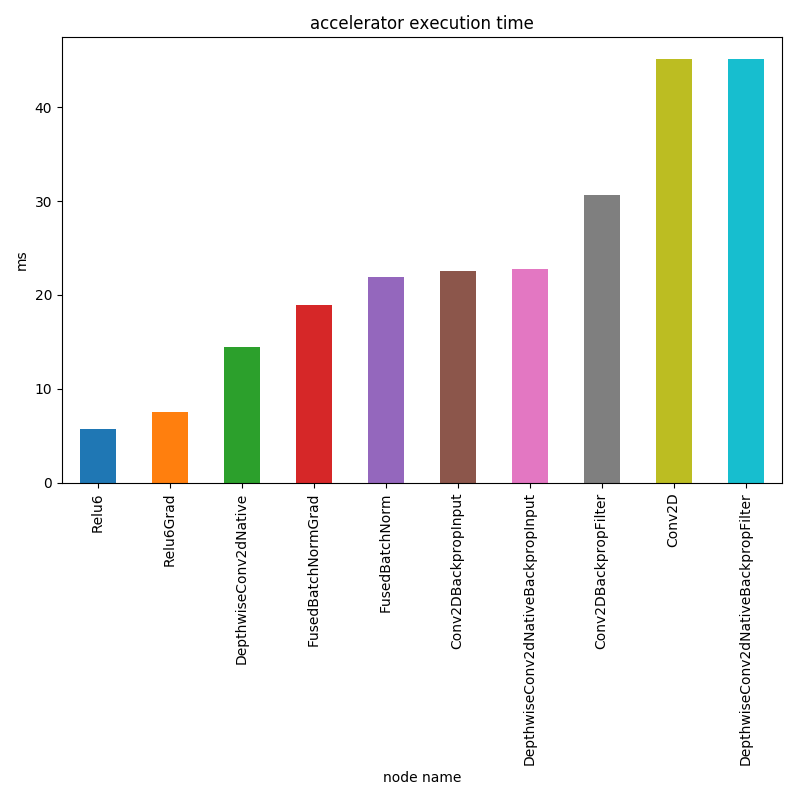 accelerator execution time
ms
40
30
20
10
0
Relu6
Relu6Grad
DepthwiseConv2dNative
FusedBatchNormGrad
FusedBatchNorm
Conv2DBackpropInput
DepthwiseConv2dNativeBackpropInput
Conv2DBackpropFilter
Conv2D
DepthwiseConv2dNativeBackpropFilter
node name